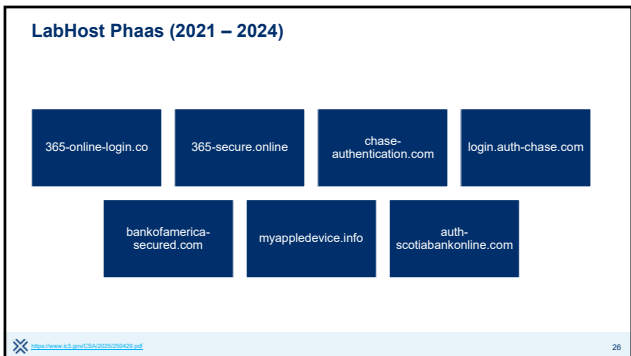 LabHost Phaas (2021 – 2024)
365-online-login.co
365-secure.online
chase-
authentication.com
login.auth-chase.com
bankofamerica-
secured.com
myappledevice.info
auth-
scotiabankonline.com
https://www.ic3.gov/CSA/2025/250429.pdf
26